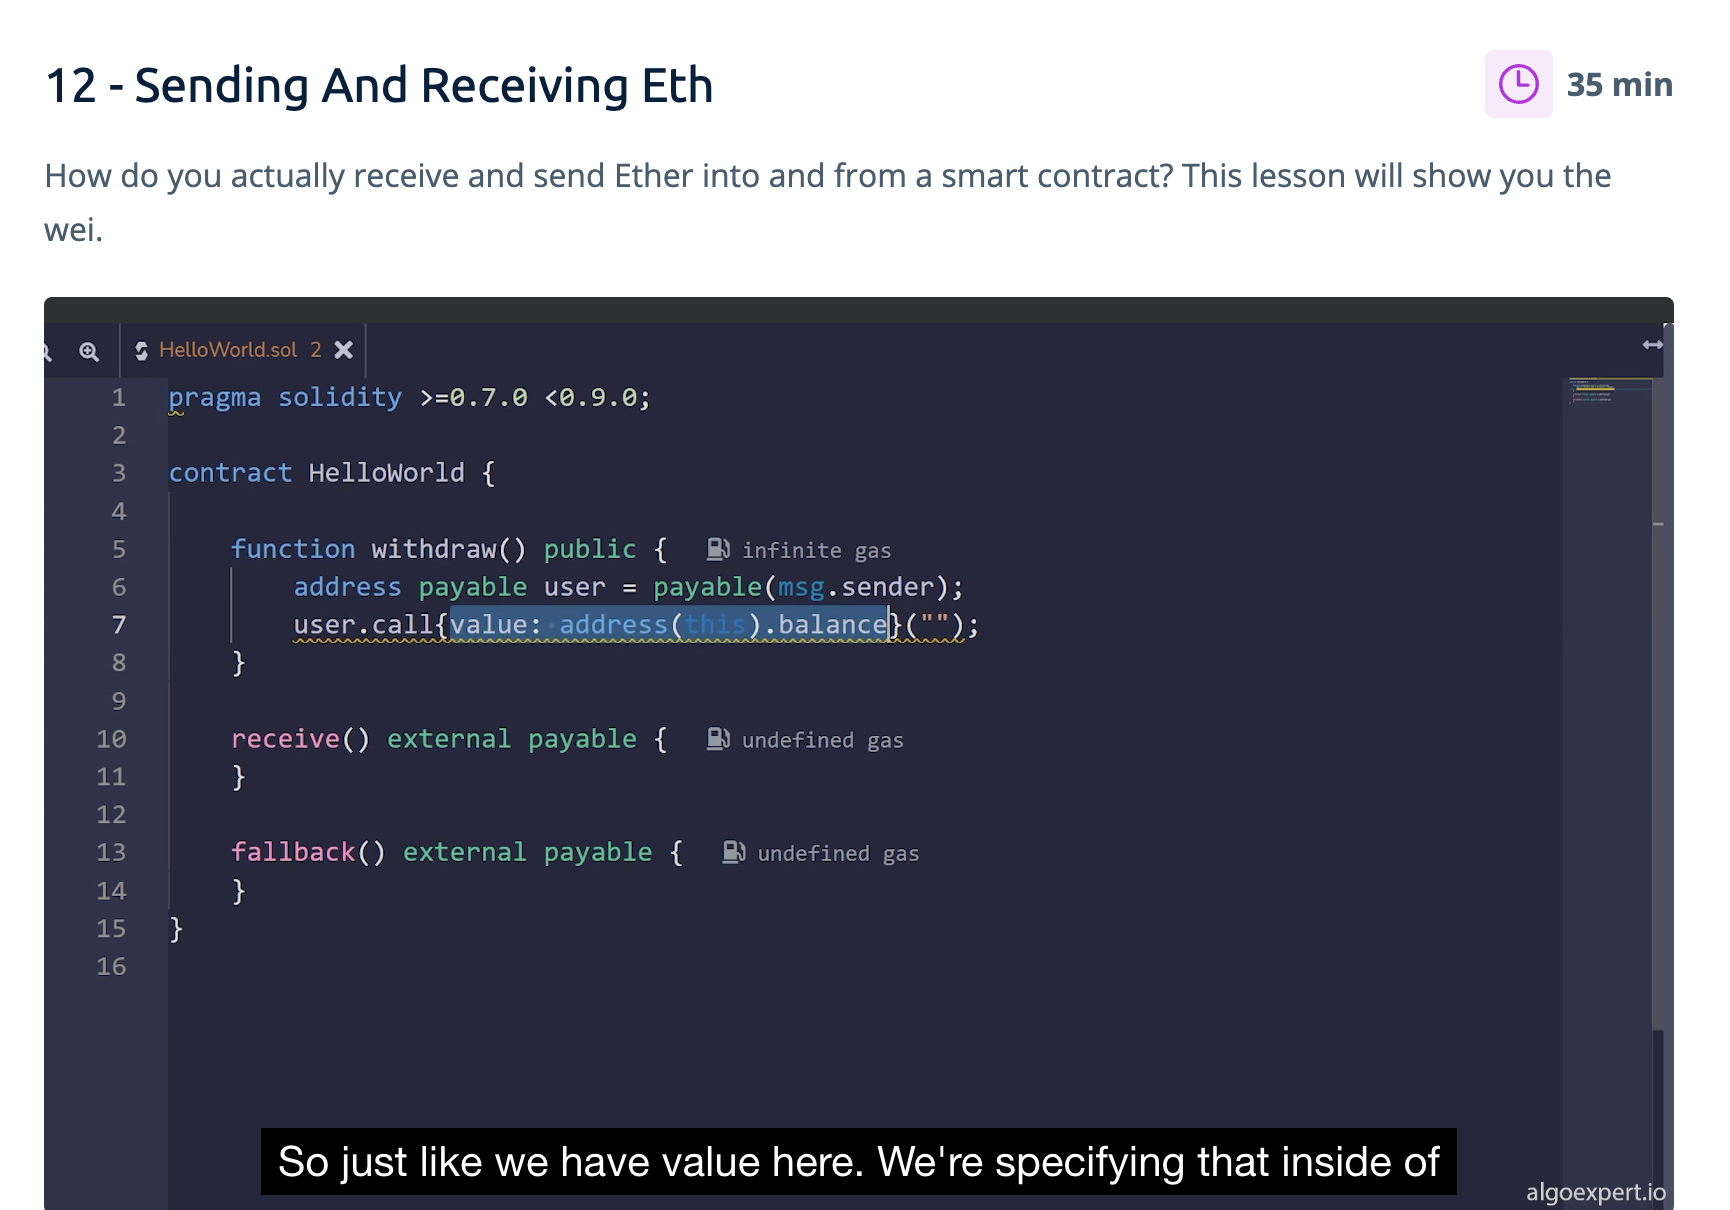 12 - Sending And Receiving Eth
35 min
How do you actually receive and send Ether into and from a smart contract? This lesson will show you the
wei.
HelloWorld.sol 2
1 pragma solidity >=0.7.0 <0.9.0;
2
3 contract HelloWorld {
4
5 function withdraw() public { infinite gas
6 address payable user = payable(msg.sender);
7 user.call{value: address(this).balance}("");
8 }
9
10 receive() external payable { undefined gas
11 }
12
13 fallback() external payable { undefined gas
14 }
15 }
16
So just like we have value here. We're specifying that inside of
algoexpert.io